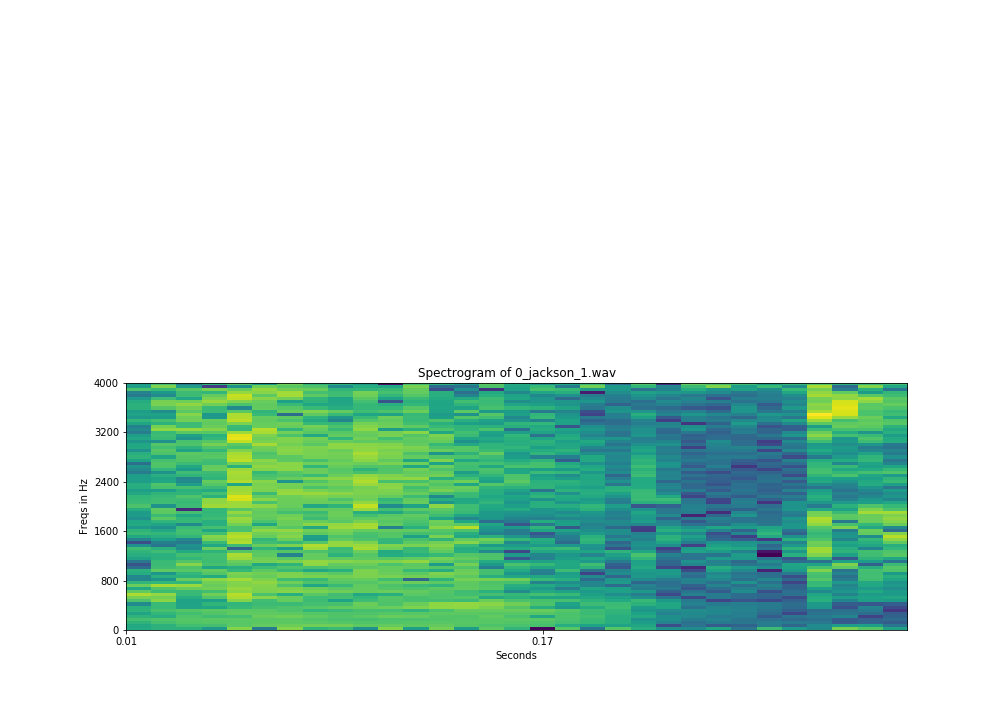 Spectrogram of 0_jackson_1.wav
4000
3200
2400
1600
800
0
Freqs in Hz
0.01 0.17
Seconds